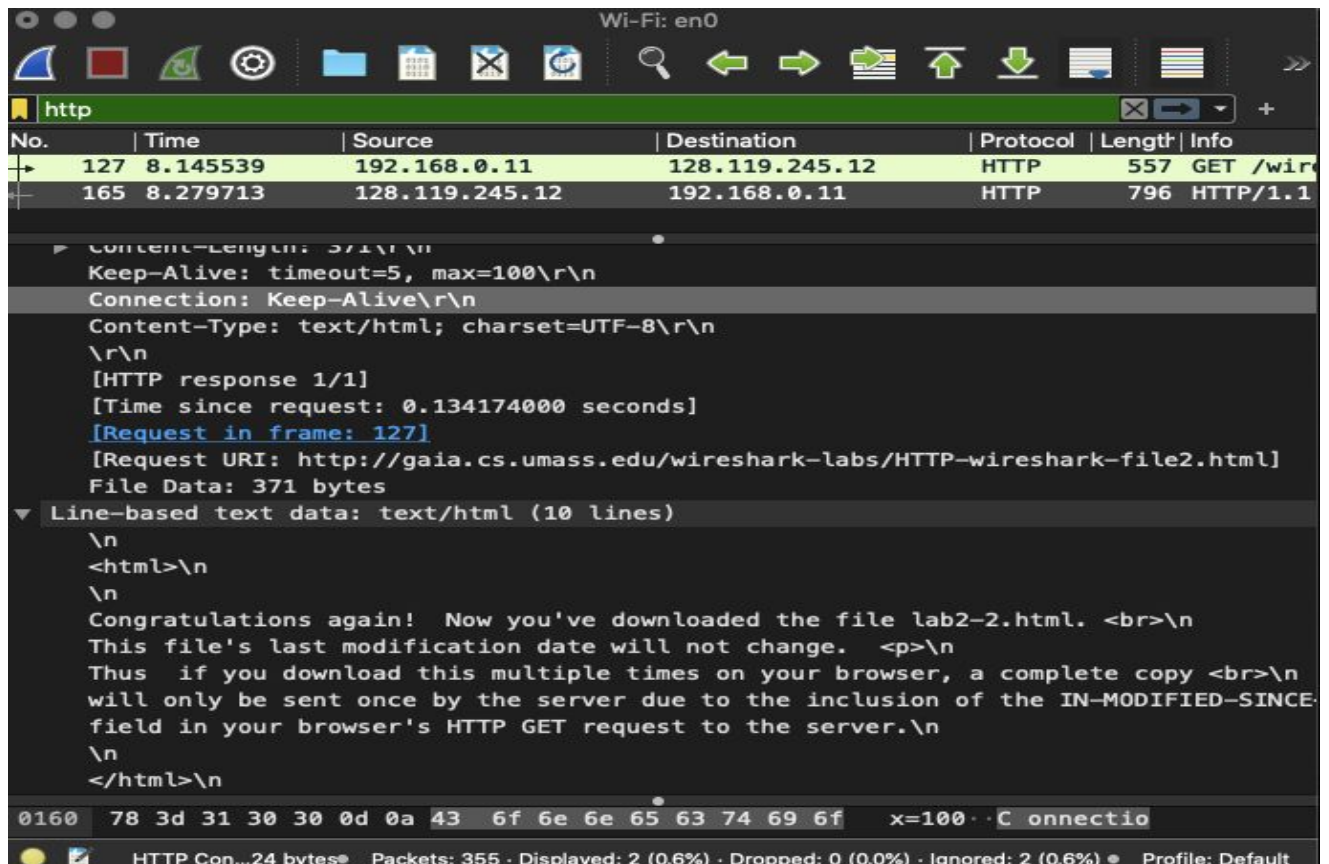 Wi-Fi: en0
http
No. Time Source Destination Protocol Length Info
127 8.145539 192.168.0.11 128.119.245.12 HTTP 557 GET /wir
165 8.279713 128.119.245.12 192.168.0.11 HTTP 796 HTTP/1.1
Content-Length: 371\r\n
Keep-Alive: timeout=5, max=100\r\n
Connection: Keep-Alive\r\n
Content-Type: text/html; charset=UTF-8\r\n
\r\n
[HTTP response 1/1]
[Time since request: 0.134174000 seconds]
[Request in frame: 127]
[Request URI: http://gaia.cs.umass.edu/wireshark-labs/HTTP-wireshark-file2.html]
File Data: 371 bytes
Line-based text data: text/html (10 lines)
\n
<html>\n
\n
Congratulations again!  Now you've downloaded the file lab2-2.html. <br>\n
This file's last modification date will not change.  <p>\n
Thus  if you download this multiple times on your browser, a complete copy <br>\n
will only be sent once by the server due to the inclusion of the IN-MODIFIED-SINCE-
field in your browser's HTTP GET request to the server.\n
\n
</html>\n
0160 78 3d 31 30 30 0d 0a 43 6f 6e 6e 65 63 74 69 6f x=100··C onnectio
HTTP Con...24 bytes Packets: 355 · Displayed: 2 (0.6%) · Dropped: 0 (0.0%) · Ignored: 2 (0.6%) Profile: Default